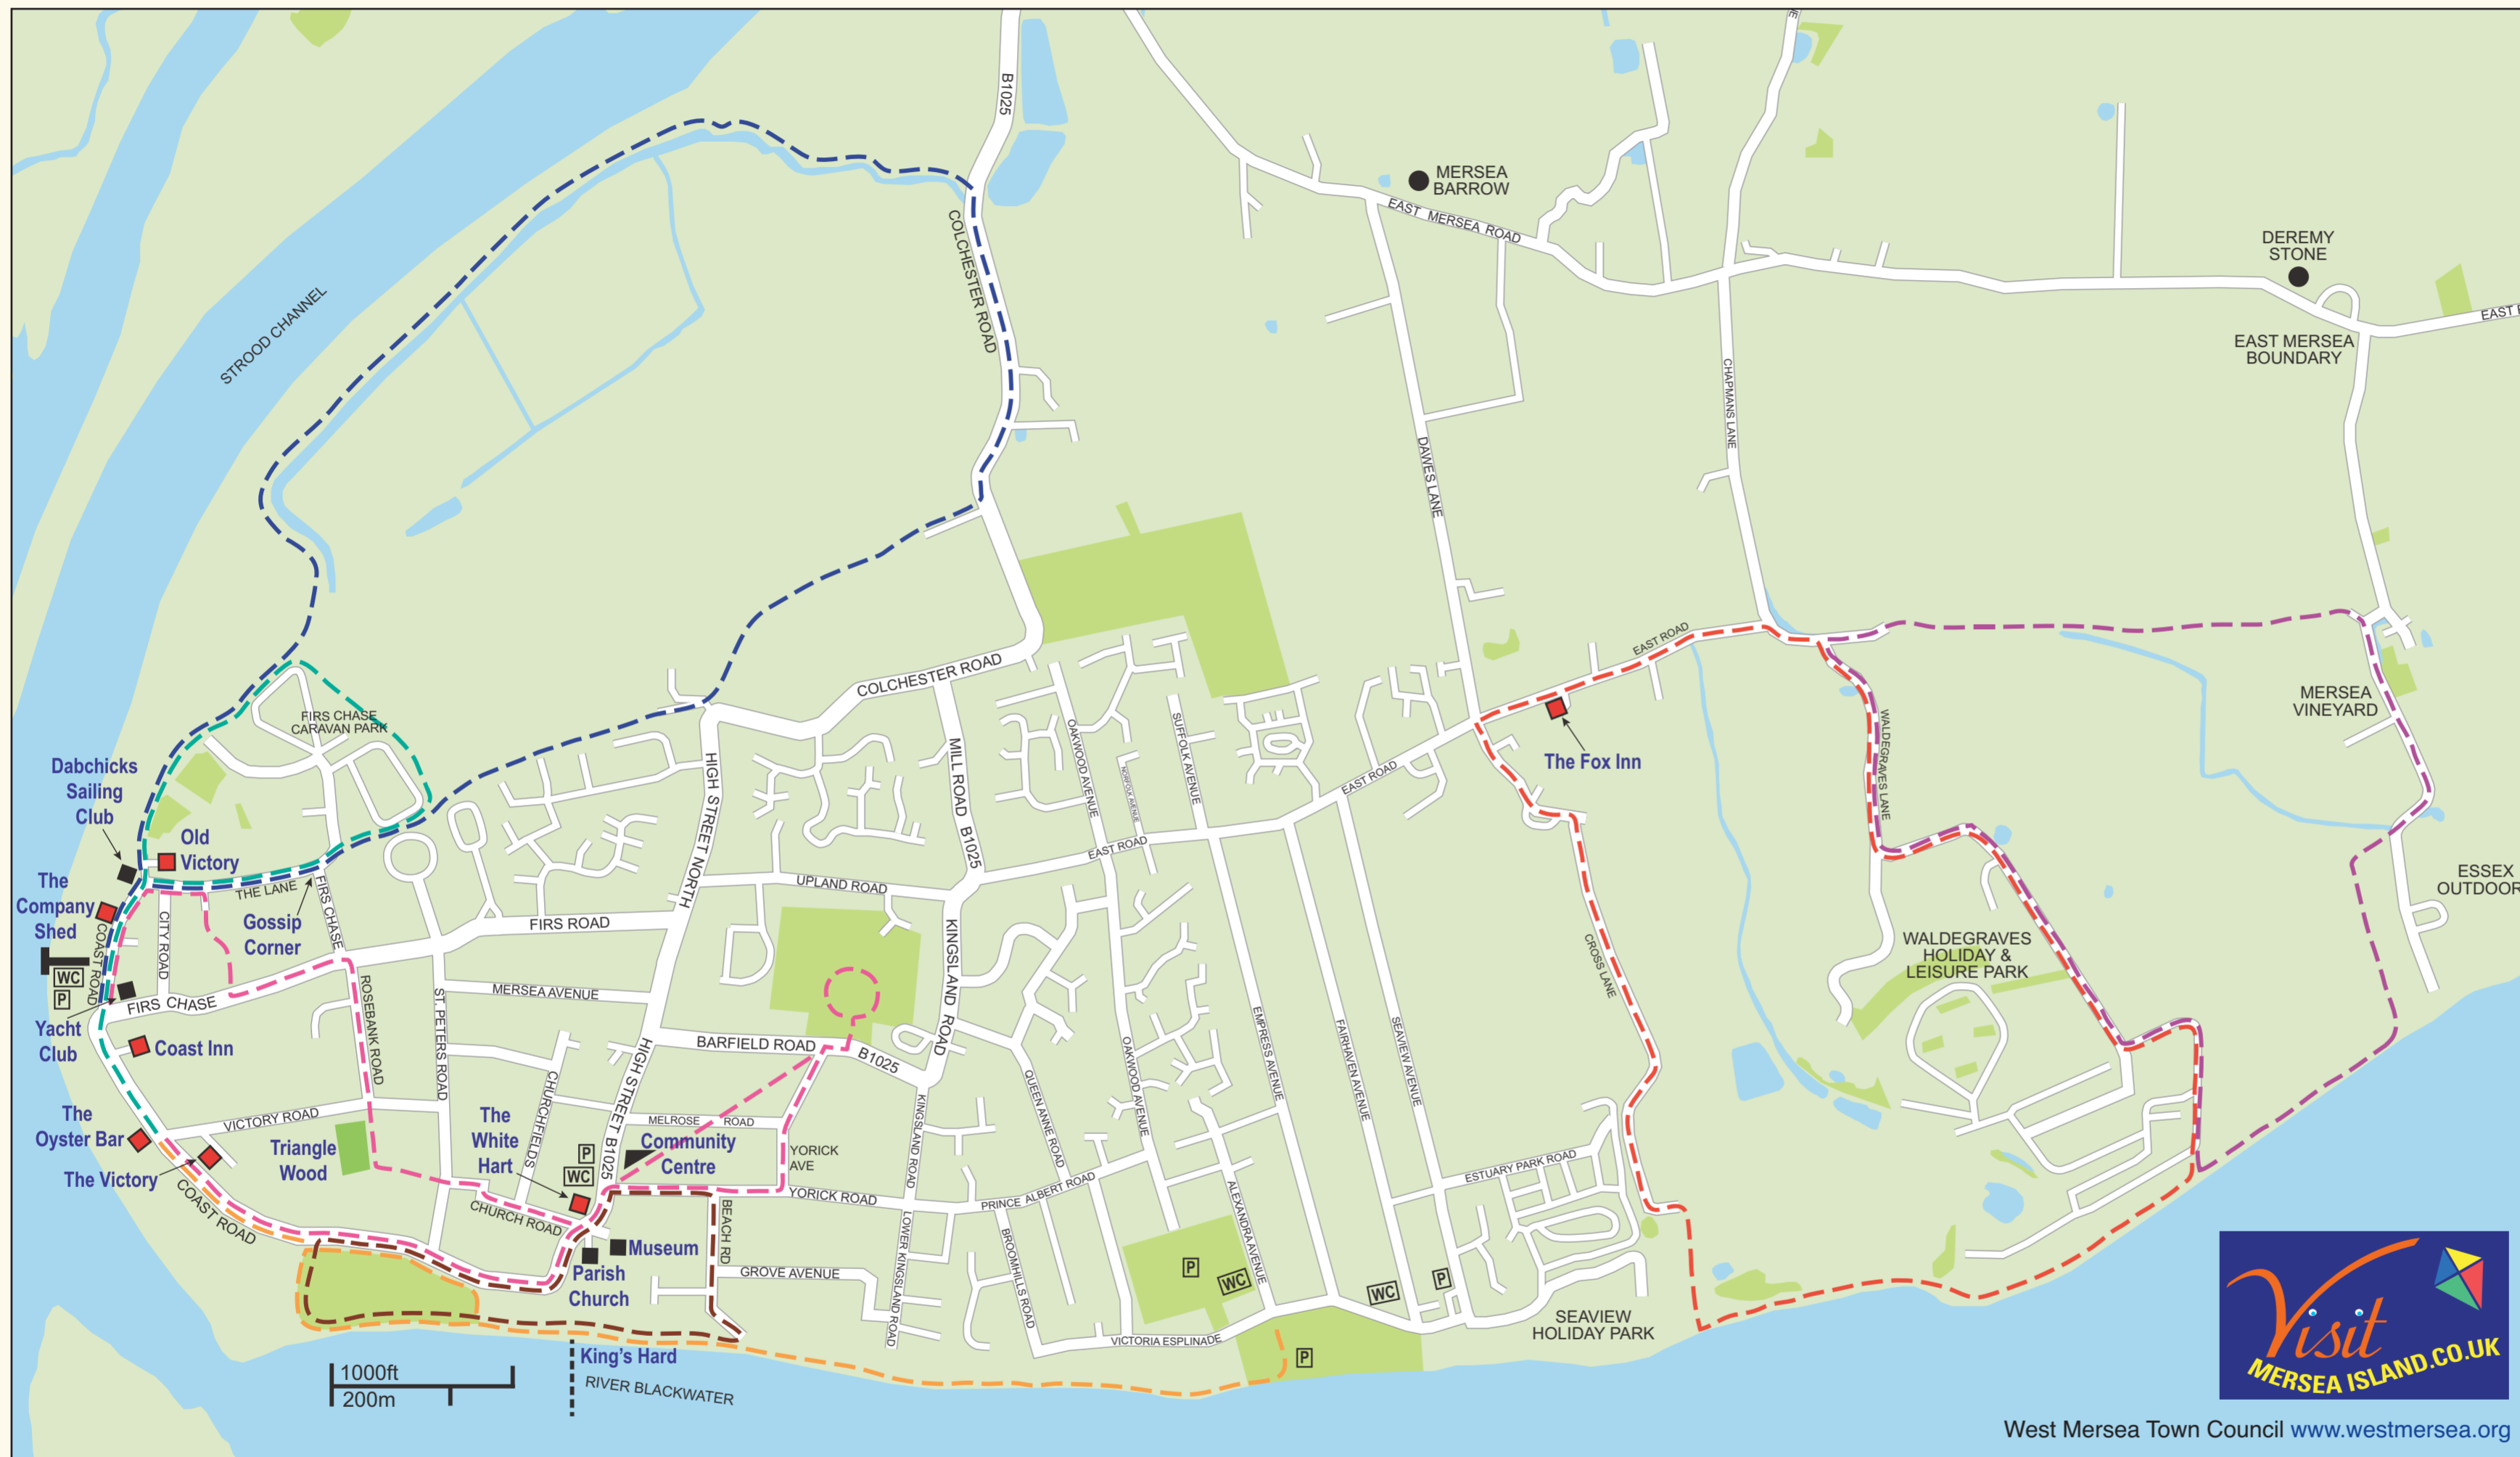 B1025
COLCHESTER ROAD
STROOD CHANNEL
MERSEA
BARROW
EAST MERSEA ROAD
DEREMY
STONE
EAST MERSEA
BOUNDARY
CHAPMANS LANE
DAWES LANE
EAST ROAD
The Fox Inn
WALDEGRAVES LANE
MERSEA
VINEYARD
ESSEX
WALDEGRAVES
HOLIDAY &
LEISURE PARK
CROSS LANE
FIRS CHASE
CARAVAN PARK
Dabchicks
Sailing
Club
Old
Victory
The
Company
Shed
THE LANE
Gossip
Corner
FIRS CHASE
CITY ROAD
COAST ROAD
WC
P
FIRS CHASE
Yacht
Club
Coast Inn
ROSEBANK ROAD
ST. PETERS ROAD
The
Oyster Bar
The Victory
VICTORY ROAD
Triangle
Wood
COAST ROAD
COLCHESTER ROAD
HIGH STREET NORTH
MILL ROAD B1025
OAKWOOD AVENUE
NORFOLK AVENUE
SUFFOLK AVENUE
EAST ROAD
EAST ROAD
UPLAND ROAD
FIRS ROAD
MERSEA AVENUE
KINGSLAND ROAD
BARFIELD ROAD
B1025
HIGH STREET B1025
CHURCHFIELDS
The
White
Hart
P
WC
MELROSE ROAD
Community
Centre
YORICK
AVE
YORICK ROAD
CHURCH ROAD
BEACH RD
Museum
Parish
Church
GROVE AVENUE
KINGSLAND ROAD
LOWER KINGSLAND ROAD
QUEEN ANNE ROAD
OAKWOOD AVENUE
PRINCE ALBERT ROAD
BROOMHILLS ROAD
ALEXANDRA AVENUE
EMPRESS AVENUE
FAIRHAVEN AVENUE
SEAVIEW AVENUE
ESTUARY PARK ROAD
P
WC
WC
P
VICTORIA ESPLINADE
P
SEAVIEW
HOLIDAY PARK
King's Hard
RIVER BLACKWATER
1000ft
200m
Visit
MERSEA ISLAND.CO.UK
West Mersea Town Council www.westmersea.org